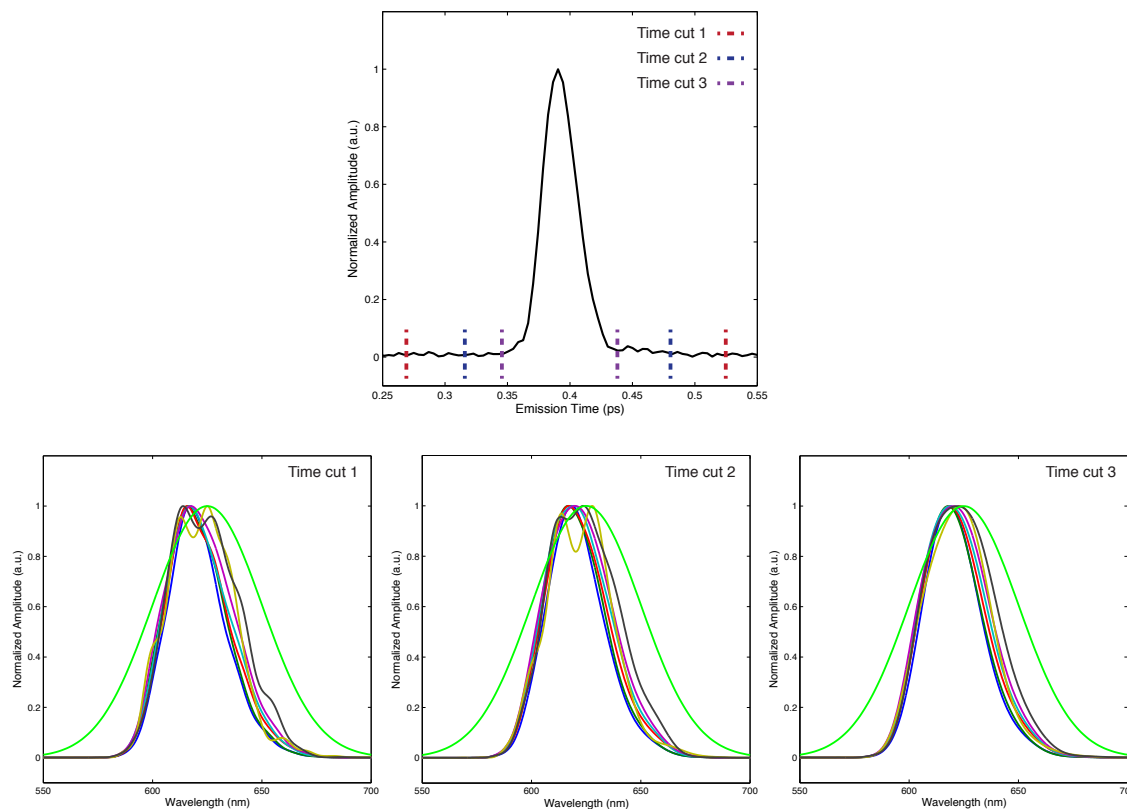 Time cut 1
Time cut 2
Time cut 3
Normalized Amplitude (a.u.)
1
0.8
0.6
0.4
0.2
0
0.25 0.3 0.35 0.4 0.45 0.5 0.55
Emission Time (ps)
Time cut 1
Normalized Amplitude (a.u.)
1
0.8
0.6
0.4
0.2
0
550 600 650 700
Wavelength (nm)
Time cut 2
Normalized Amplitude (a.u.)
1
0.8
0.6
0.4
0.2
0
550 600 650 700
Wavelength (nm)
Time cut 3
Normalized Amplitude (a.u.)
1
0.8
0.6
0.4
0.2
0
550 600 650 700
Wavelength (nm)